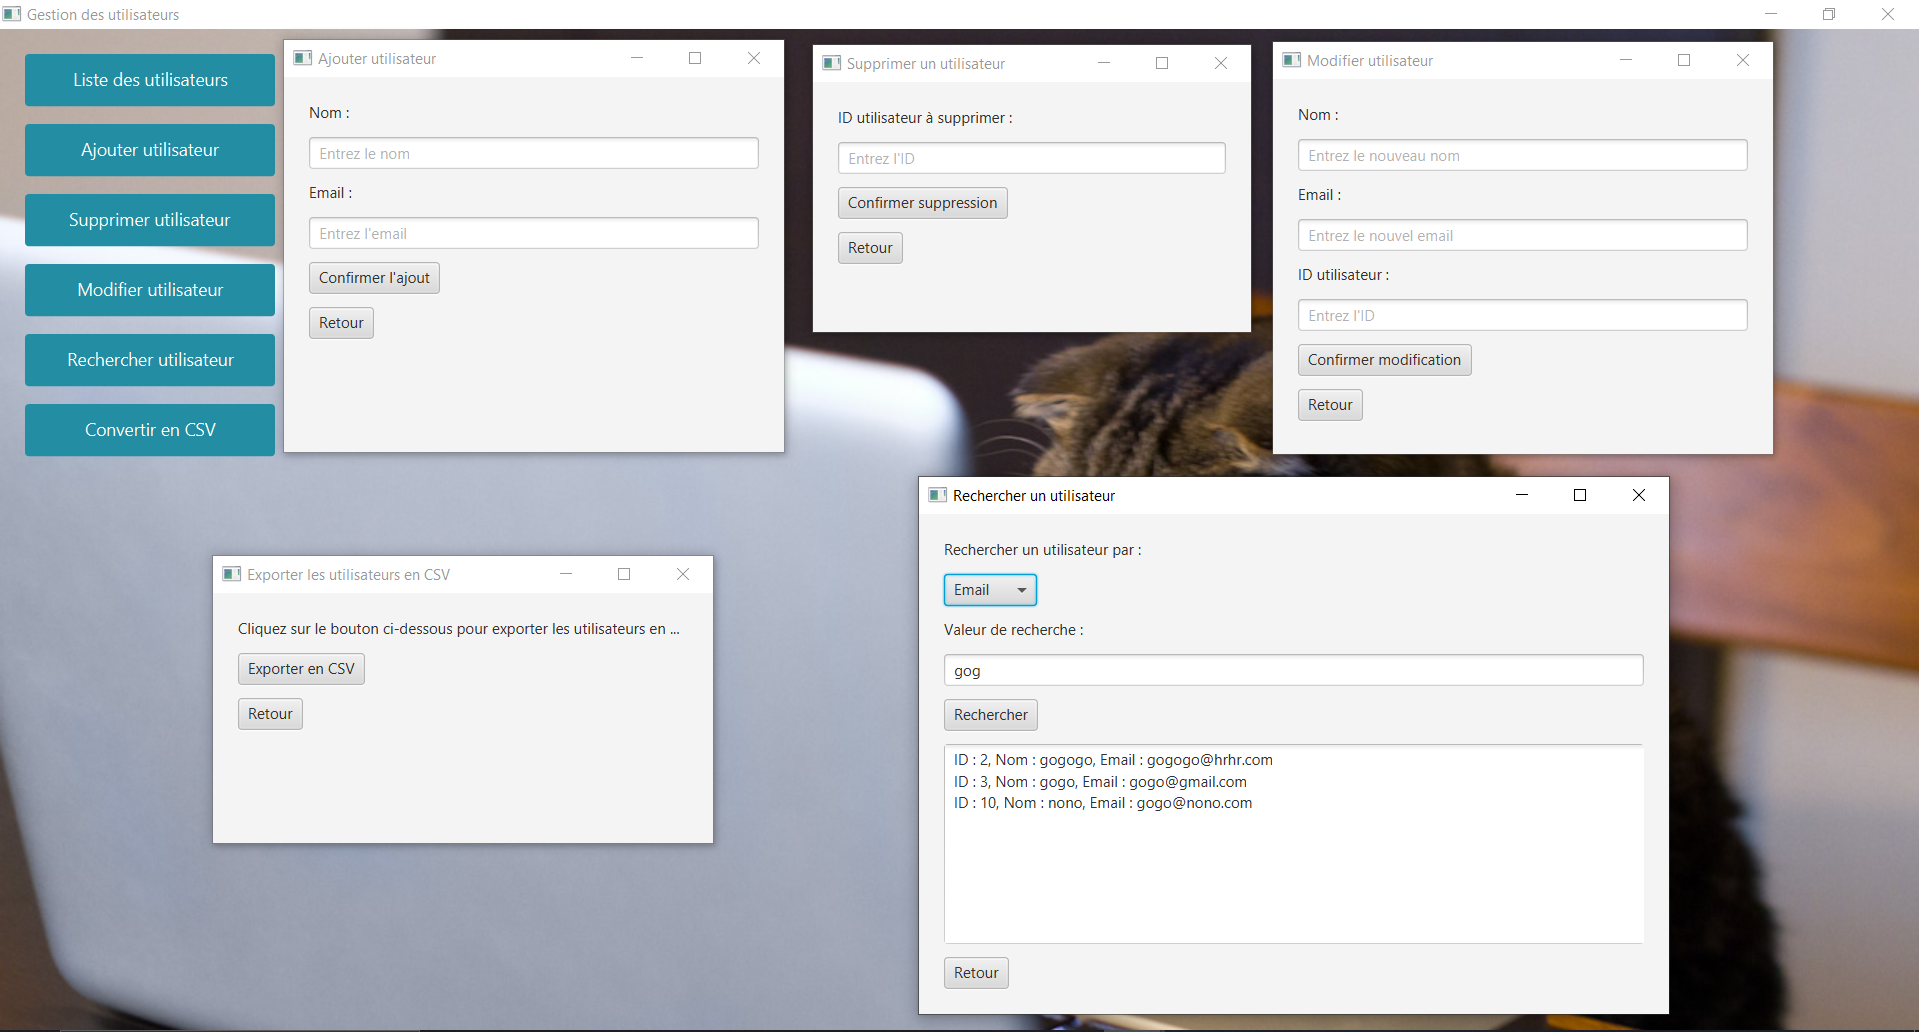 Gestion des utilisateurs
Liste des utilisateurs
Ajouter utilisateur
Supprimer utilisateur
Modifier utilisateur
Rechercher utilisateur
Convertir en CSV
Ajouter utilisateur
Nom :
Entrez le nom
Email :
Entrez l'email
Confirmer l'ajout
Retour
Supprimer un utilisateur
ID utilisateur à supprimer :
Entrez l'ID
Confirmer suppression
Retour
Modifier utilisateur
Nom :
Entrez le nouveau nom
Email :
Entrez le nouvel email
ID utilisateur :
Entrez l'ID
Confirmer modification
Retour
Exporter les utilisateurs en CSV
Cliquez sur le bouton ci-dessous pour exporter les utilisateurs en ...
Exporter en CSV
Retour
Rechercher un utilisateur
Rechercher un utilisateur par :
Email
Valeur de recherche :
gog
Rechercher
ID : 2, Nom : gogogo, Email : gogogo@hrhr.com
ID : 3, Nom : gogo, Email : gogo@gmail.com
ID : 10, Nom : nono, Email : gogo@nono.com
Retour